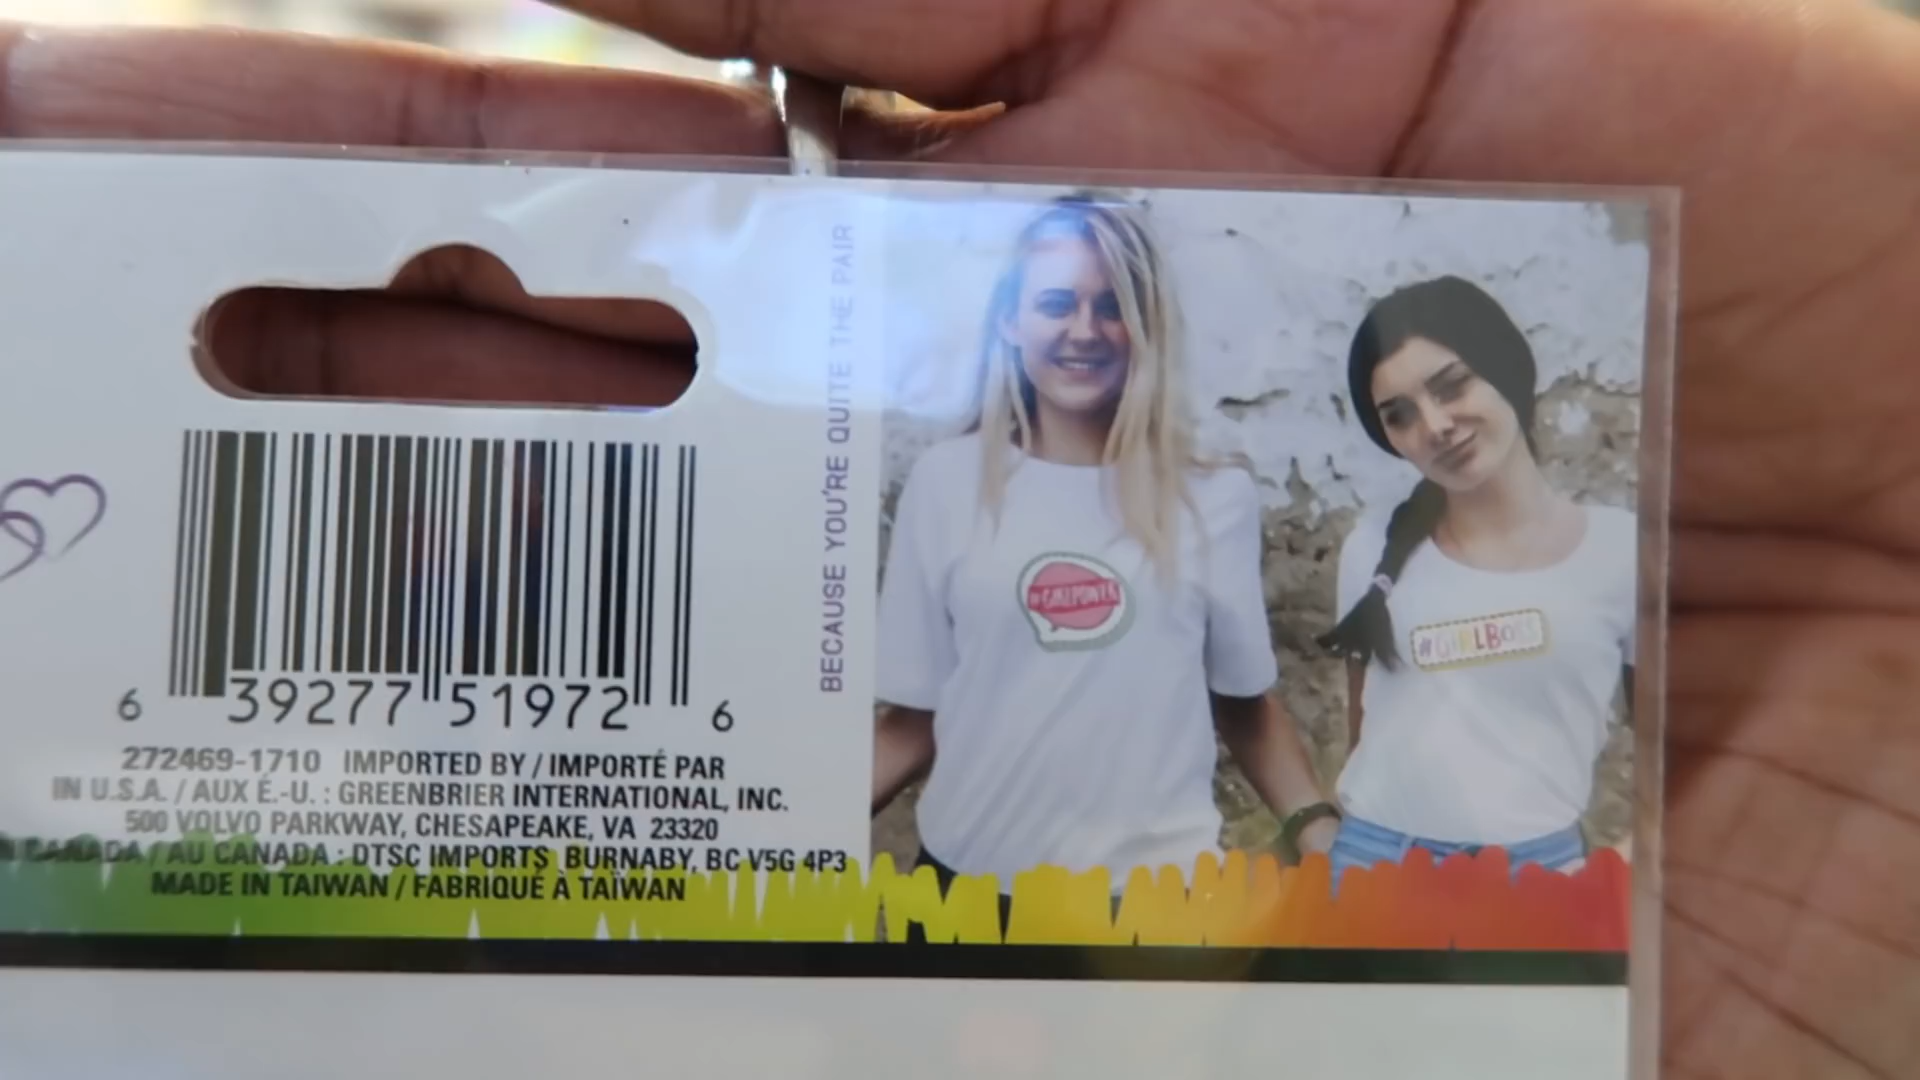 BECAUSE YOU'RE QUITE THE PAIR
#GIRLPOWER
#GIRLBOSS
6 39277 51972 6
272469-1710 IMPORTED BY / IMPORTÉ PAR
IN U.S.A. / AUX É.-U. : GREENBRIER INTERNATIONAL, INC.
500 VOLVO PARKWAY, CHESAPEAKE, VA 23320
CANADA / AU CANADA : DTSC IMPORTS BURNABY, BC V5G 4P3
MADE IN TAIWAN / FABRIQUÉ À TAÏWAN